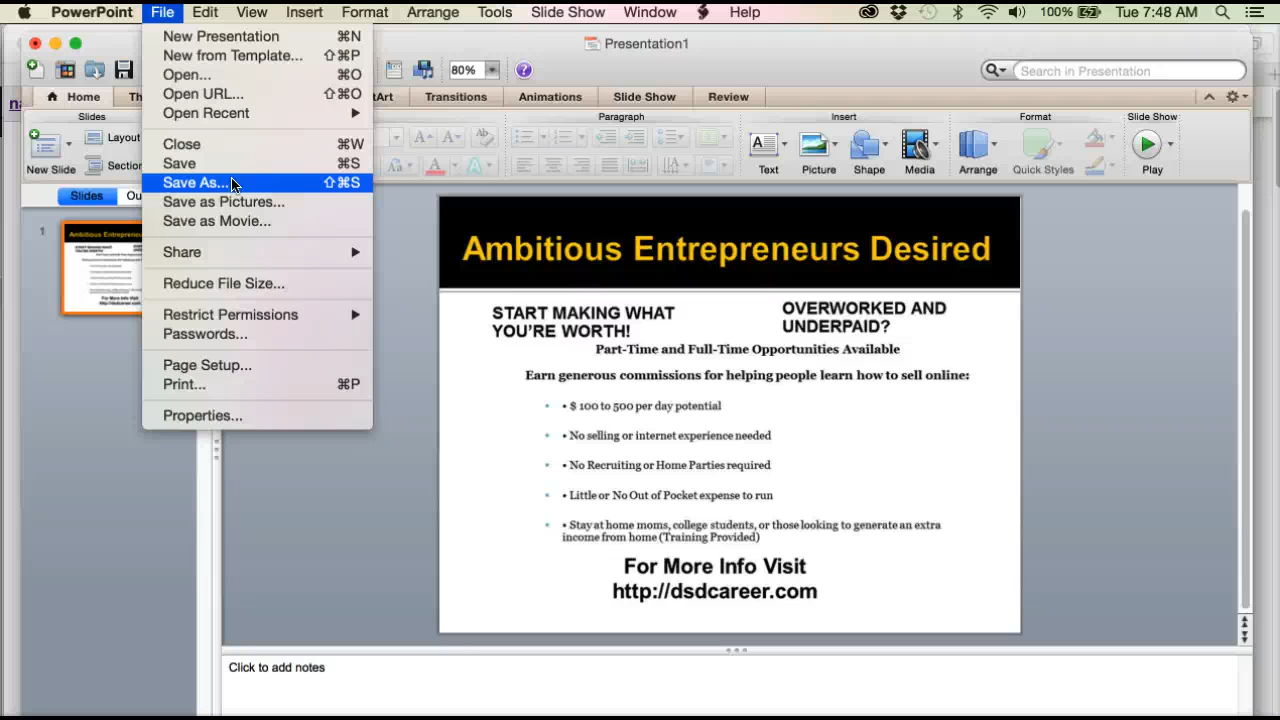 PowerPoint File Edit View Insert Format Arrange Tools Slide Show Window Help 100% Tue 7:48 AM
Presentation1
80% Search in Presentation
Home Th Art Transitions Animations Slide Show Review
Slides Paragraph Insert Format Slide Show
New Slide Layout Section Text Picture Shape Media Arrange Quick Styles Play
Slides Ou
New Presentation ⌘N
New from Template... ⇧⌘P
Open... ⌘O
Open URL... ⇧⌘O
Open Recent
Close ⌘W
Save ⌘S
Save As... ⇧⌘S
Save as Pictures...
Save as Movie...
Share
Reduce File Size...
Restrict Permissions
Passwords...
Page Setup...
Print... ⌘P
Properties...
1
Ambitious Entrepreneurs Desired
START MAKING WHAT
YOU'RE WORTH!
OVERWORKED AND
UNDERPAID?
Part-Time and Full-Time Opportunities Available
Earn generous commissions for helping people learn how to sell online:
• • $ 100 to 500 per day potential
• • No selling or internet experience needed
• • No Recruiting or Home Parties required
• • Little or No Out of Pocket expense to run
• • Stay at home moms, college students, or those looking to generate an extra
income from home (Training Provided)
For More Info Visit
http://dsdcareer.com
Click to add notes